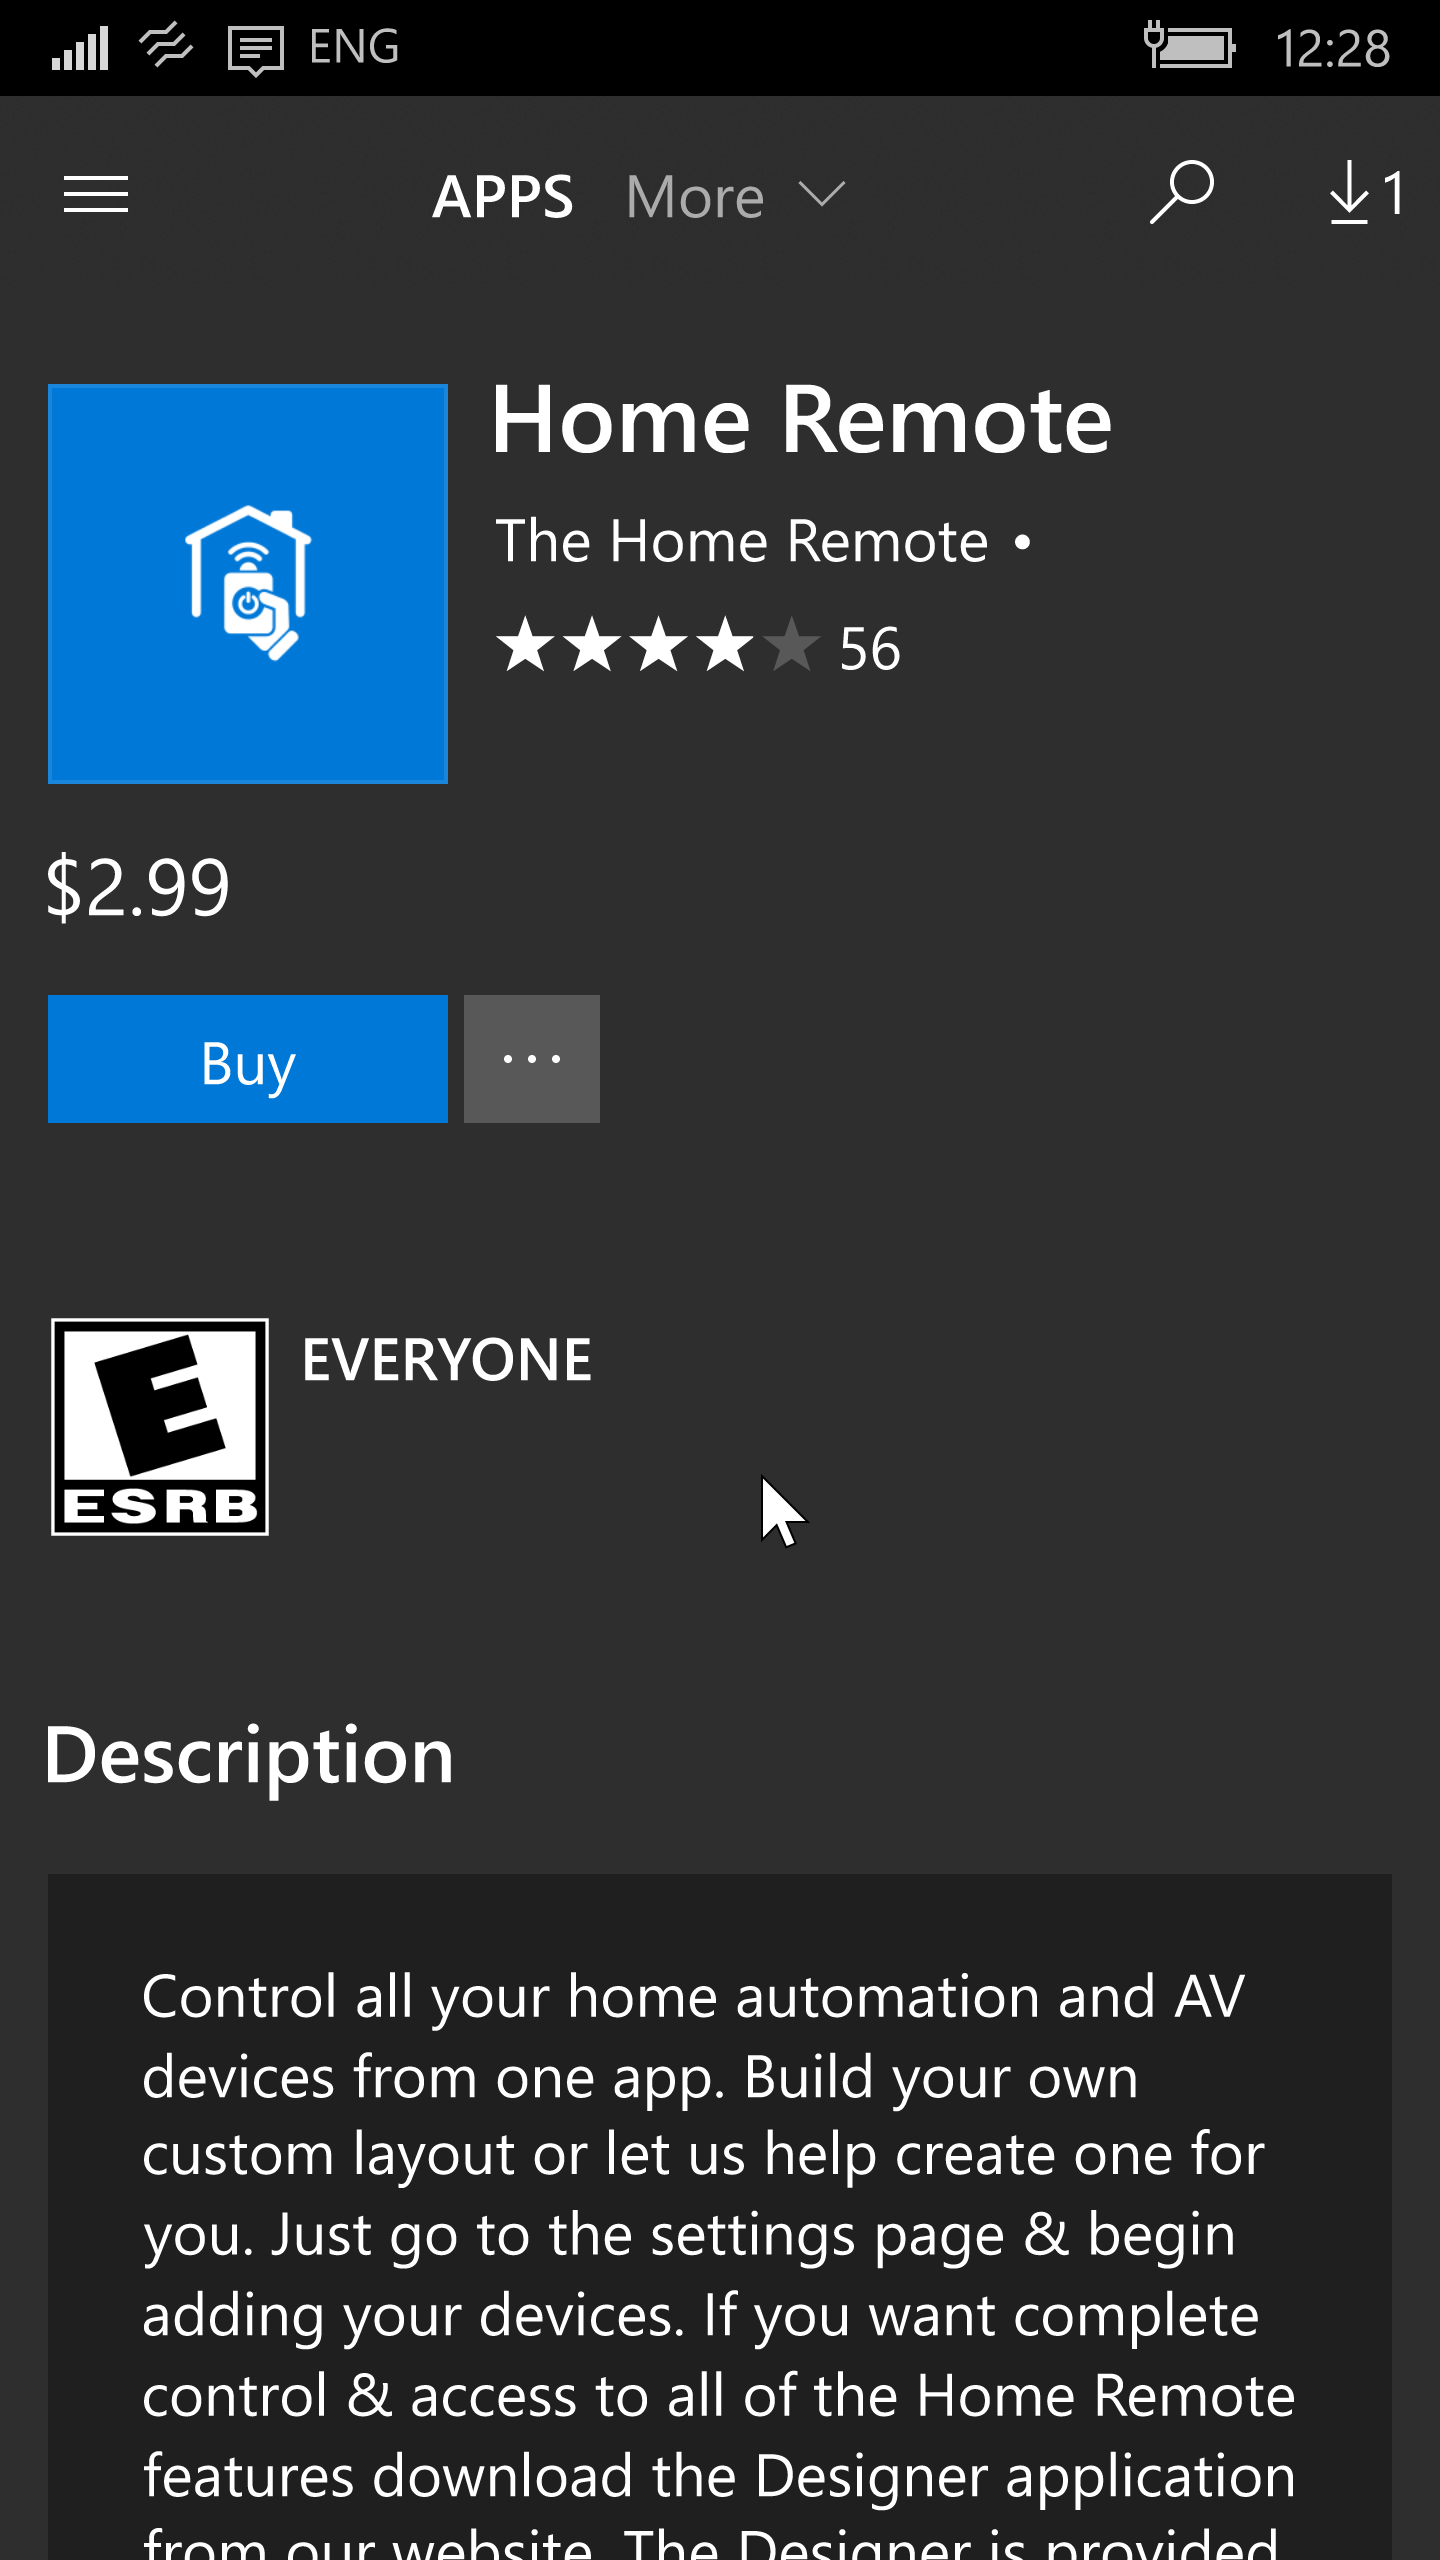 ENG
12:28
APPS More
1
Home Remote
The Home Remote •
56
$2.99
Buy
E
ESRB
EVERYONE
Description
Control all your home automation and AV
devices from one app. Build your own
custom layout or let us help create one for
you. Just go to the settings page & begin
adding your devices. If you want complete
control & access to all of the Home Remote
features download the Designer application
from our website. The Designer is provided